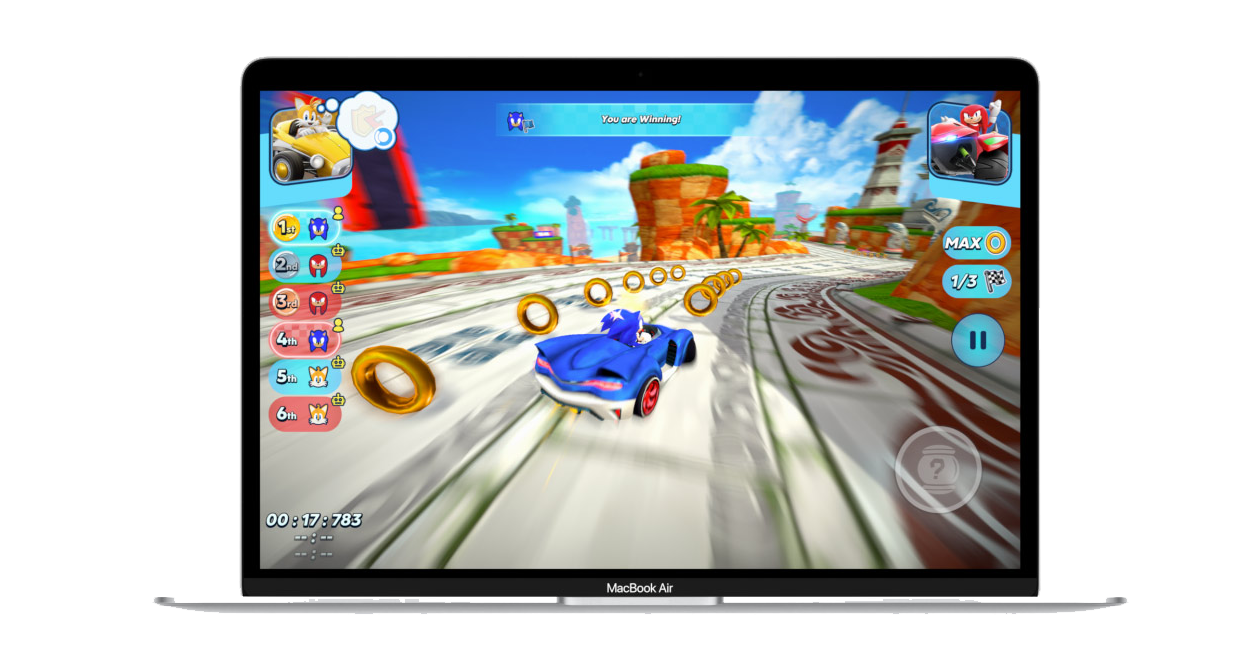 You are Winning!
1st
2nd
3rd
4th
5th
6th
MAX
1/3
?
00:17:783
--:--
--:--
MacBook Air